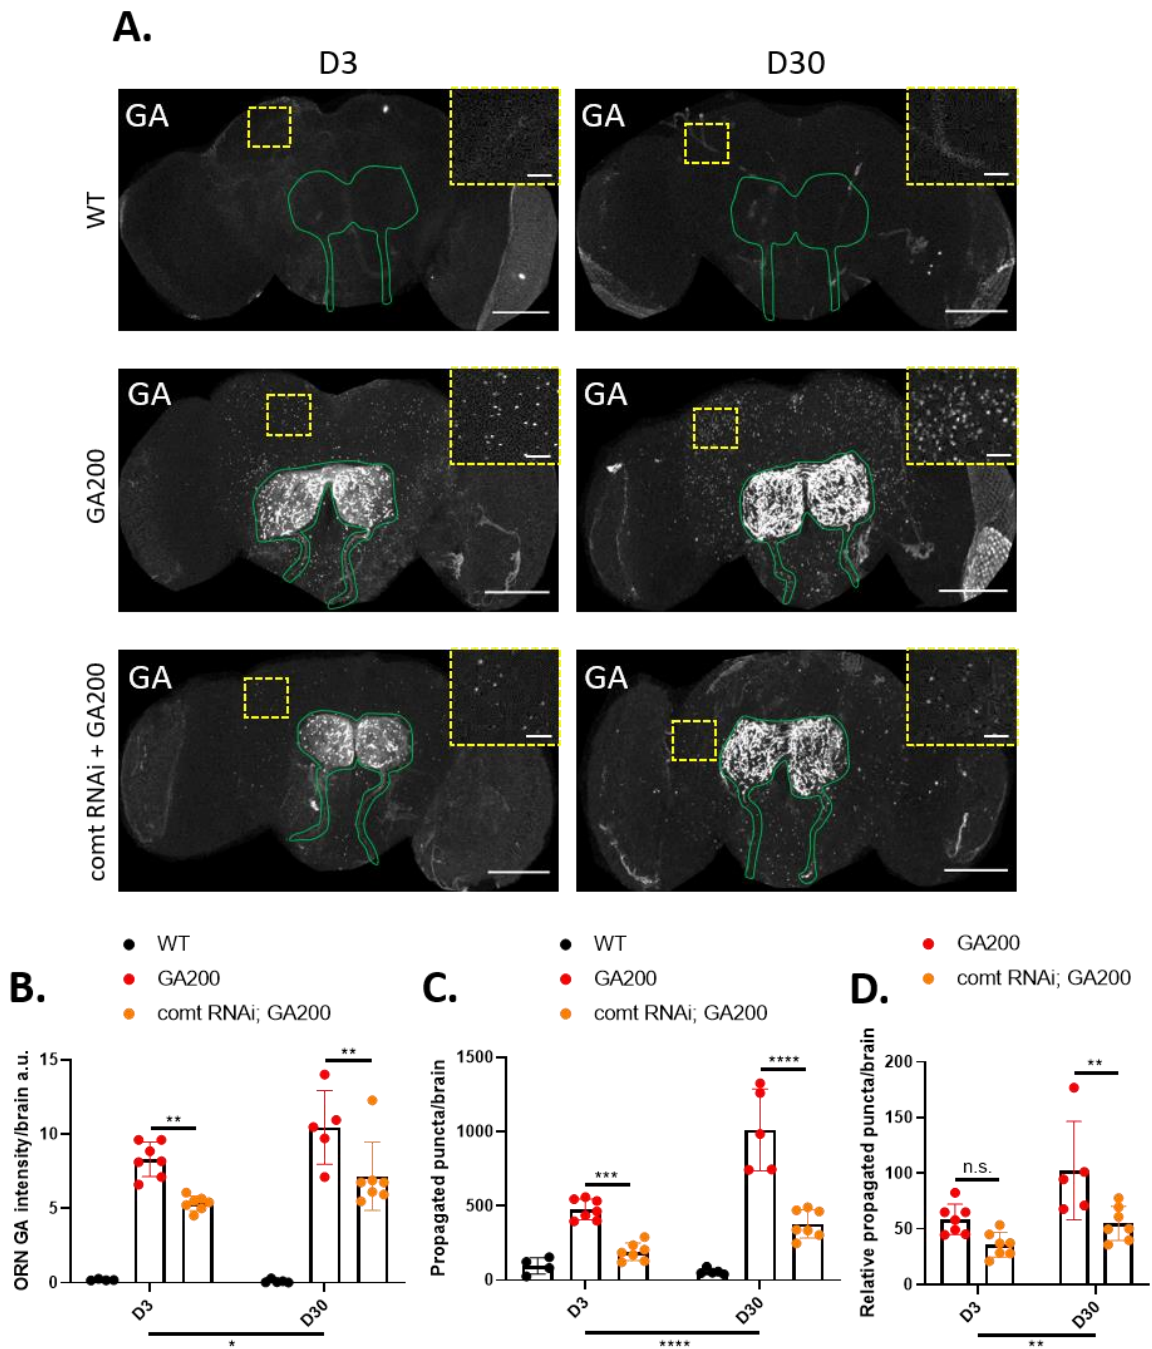 A.
D3
D30
WT
GA
GA
GA200
GA
GA
comt RNAi + GA200
GA
GA
B.
WT
GA200
comt RNAi; GA200
ORN GA intensity/brain a.u.
15
10
5
0
**
**
D3
D30
*
C.
WT
GA200
comt RNAi; GA200
Propagated puncta/brain
1500
1000
500
0
***
****
D3
D30
****
D.
GA200
comt RNAi; GA200
Relative propagated puncta/brain
200
150
100
50
0
n.s.
**
D3
D30
**